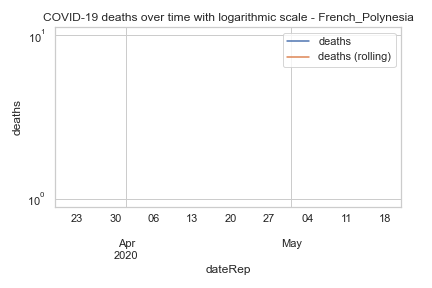 COVID-19 deaths over time with logarithmic scale - French_Polynesia
deaths
deaths (rolling)
10¹
10⁰
deaths
23 30 06 13 20 27 04 11 18
Apr May
2020
dateRep